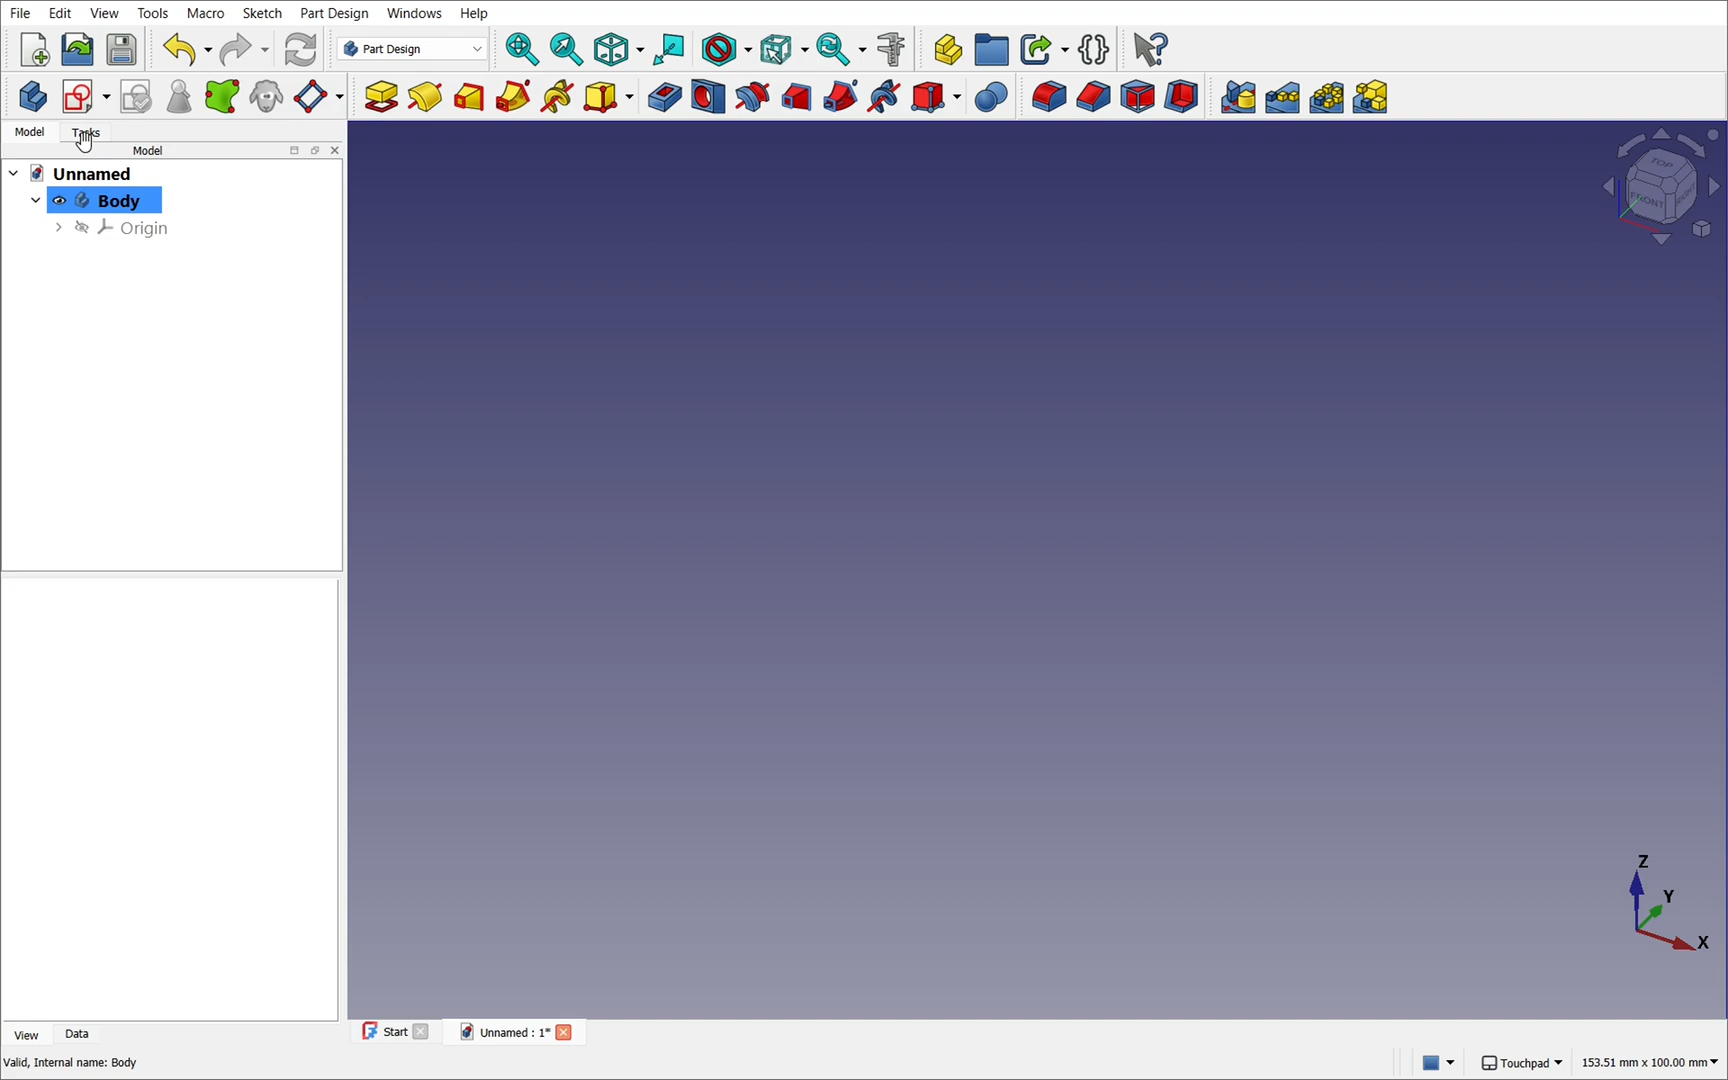 File Edit View Tools Macro Sketch Part Design Windows Help
Part Design
Model Tasks
Model
Unnamed
Body
Origin
TOP
FRONT
RIGHT
Z
Y
X
View Data
Start Unnamed : 1*
Valid, Internal name: Body
Touchpad 153.51 mm x 100.00 mm